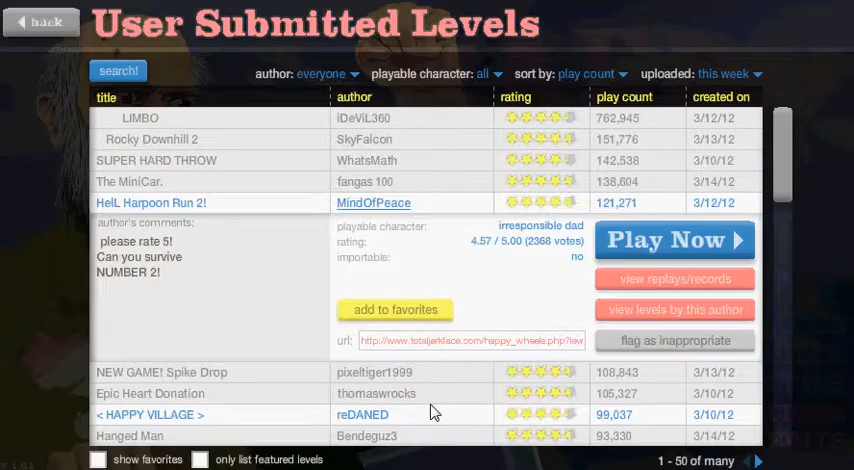 back
User Submitted Levels
search!
author: everyone playable character: all sort by: play count uploaded: this week
title author rating play count created on
LIMBO iDeViL360 762,945 3/12/12
Rocky Downhill 2 SkyFalcon 151,776 3/13/12
SUPER HARD THROW WhatsMath 142,538 3/10/12
The MiniCar. fangas 100 138,604 3/14/12
HelL Harpoon Run 2! MindOfPeace 121,271 3/12/12
author's comments:
please rate 5!
Can you survive
NUMBER 2!
playable character: irresponsible dad
rating: 4.57 / 5.00 (2368 votes)
importable: no
add to favorites
url: http://www.totaljerkface.com/happy_wheels.php?lev
Play Now
view replays/records
view levels by this author
flag as inappropriate
NEW GAME! Spike Drop pixeltiger1999 108,843 3/13/12
Epic Heart Donation thomaswrocks 105,327 3/10/12
< HAPPY VILLAGE > reDANED 99,037 3/10/12
Hanged Man Bendeguz3 93,330 3/14/12
show favorites only list featured levels 1 - 50 of many